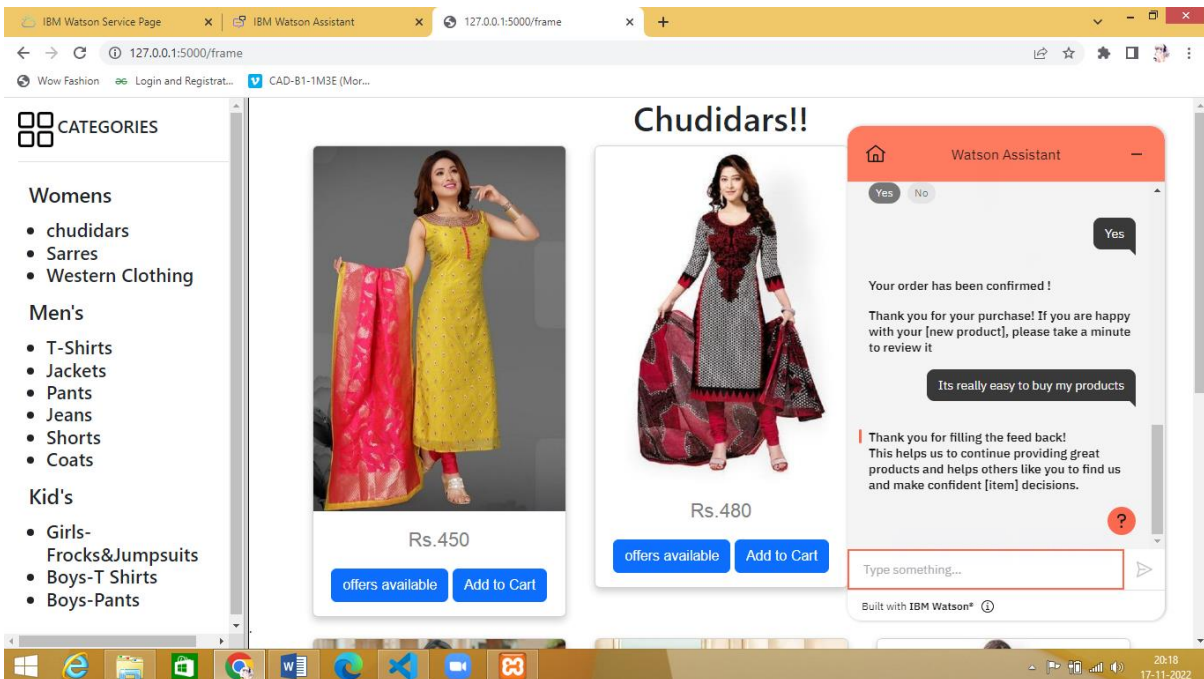 IBM Watson Service Page
IBM Watson Assistant
127.0.0.1:5000/frame
127.0.0.1:5000/frame
Wow Fashion
Login and Registrat...
CAD-B1-1M3E (Mor...
CATEGORIES
Womens
chudidars
Sarres
Western Clothing
Men's
T-Shirts
Jackets
Pants
Jeans
Shorts
Coats
Kid's
Girls-
Frocks&Jumpsuits
Boys-T Shirts
Boys-Pants
Chudidars!!
Rs.450
offers available
Add to Cart
Rs.480
offers available
Add to Cart
Watson Assistant
Yes
No
Yes
Your order has been confirmed !
Thank you for your purchase! If you are happy
with your [new product], please take a minute
to review it
Its really easy to buy my products
Thank you for filling the feed back!
This helps us to continue providing great
products and helps others like you to find us
and make confident [item] decisions.
?
Type something...
Built with IBM Watson®
20:18
17-11-2022